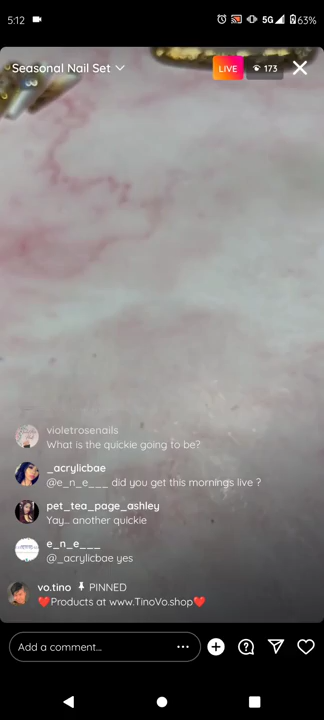 5:12
5G 63%
Seasonal Nail Set
LIVE 173
violetrosenails
What is the quickie going to be?
_acrylicbae
@e_n_e___ did you get this mornings live ?
pet_tea_page_ashley
Yay... another quickie
e_n_e___
@_acrylicbae yes
vo.tino PINNED
❤️Products at www.TinoVo.shop❤️
Add a comment...